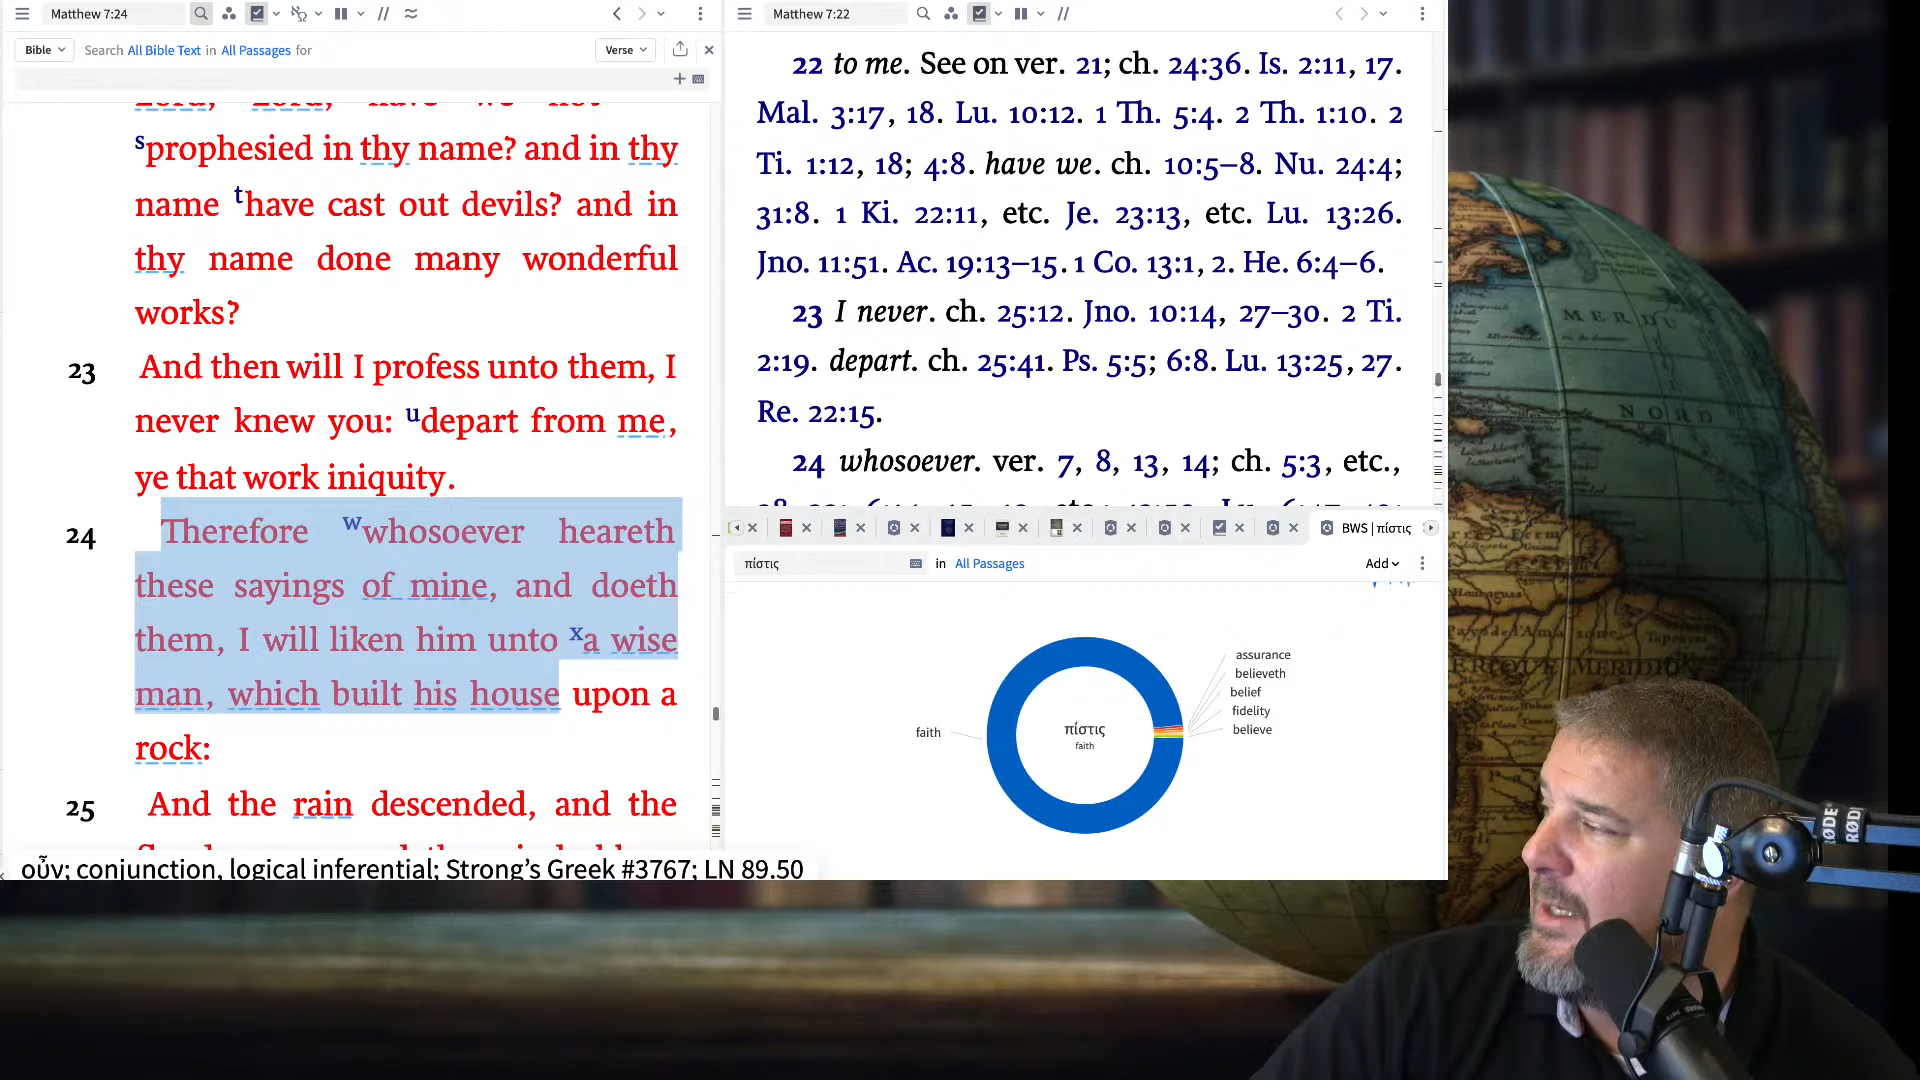 Matthew 7:24
Bible Search All Bible Text in All Passages for Verse
sprophesied in thy name? and in thy
name thave cast out devils? and in
thy name done many wonderful
works?
23 And then will I profess unto them, I
never knew you: udepart from me,
ye that work iniquity.
24 Therefore wwhosoever heareth
these sayings of mine, and doeth
them, I will liken him unto xa wise
man, which built his house upon a
rock:
25 And the rain descended, and the
οὖν; conjunction, logical inferential; Strong's Greek #3767; LN 89.50
Matthew 7:22
22 to me. See on ver. 21; ch. 24:36. Is. 2:11, 17.
Mal. 3:17, 18. Lu. 10:12. 1 Th. 5:4. 2 Th. 1:10. 2
Ti. 1:12, 18; 4:8. have we. ch. 10:5–8. Nu. 24:4;
31:8. 1 Ki. 22:11, etc. Je. 23:13, etc. Lu. 13:26.
Jno. 11:51. Ac. 19:13–15. 1 Co. 13:1, 2. He. 6:4–6.
23 I never. ch. 25:12. Jno. 10:14, 27–30. 2 Ti.
2:19. depart. ch. 25:41. Ps. 5:5; 6:8. Lu. 13:25, 27.
Re. 22:15.
24 whosoever. ver. 7, 8, 13, 14; ch. 5:3, etc.,
BWS | πίστις
πίστις in All Passages Add
assurance
believeth
belief
fidelity
believe
faith
πίστις
faith
MERDU
NORD
RØDE
RØDE